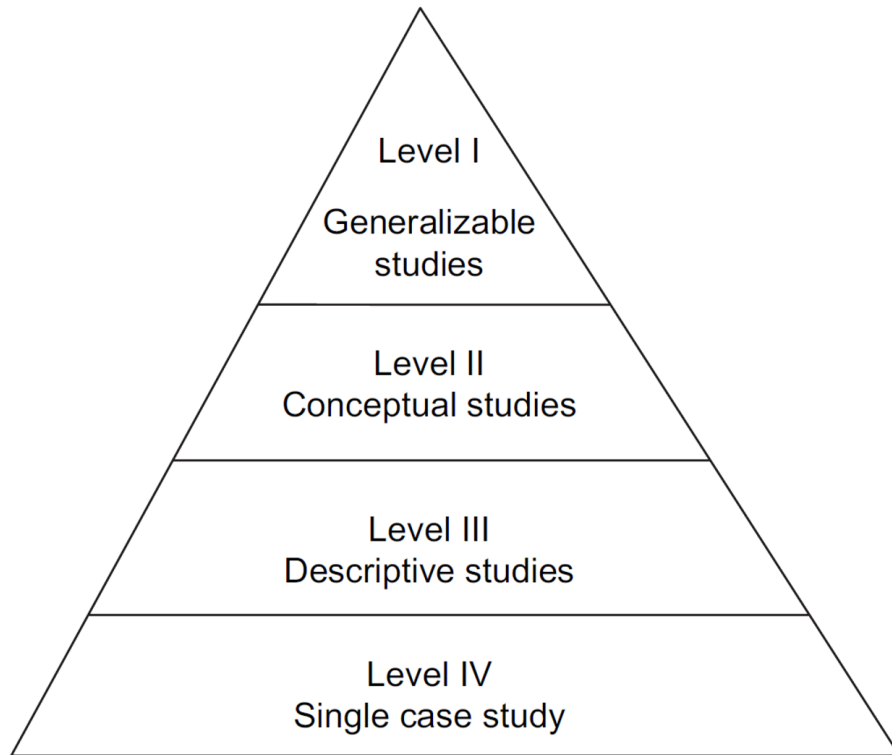 Level I
Generalizable
studies
Level II
Conceptual studies
Level III
Descriptive studies
Level IV
Single case study